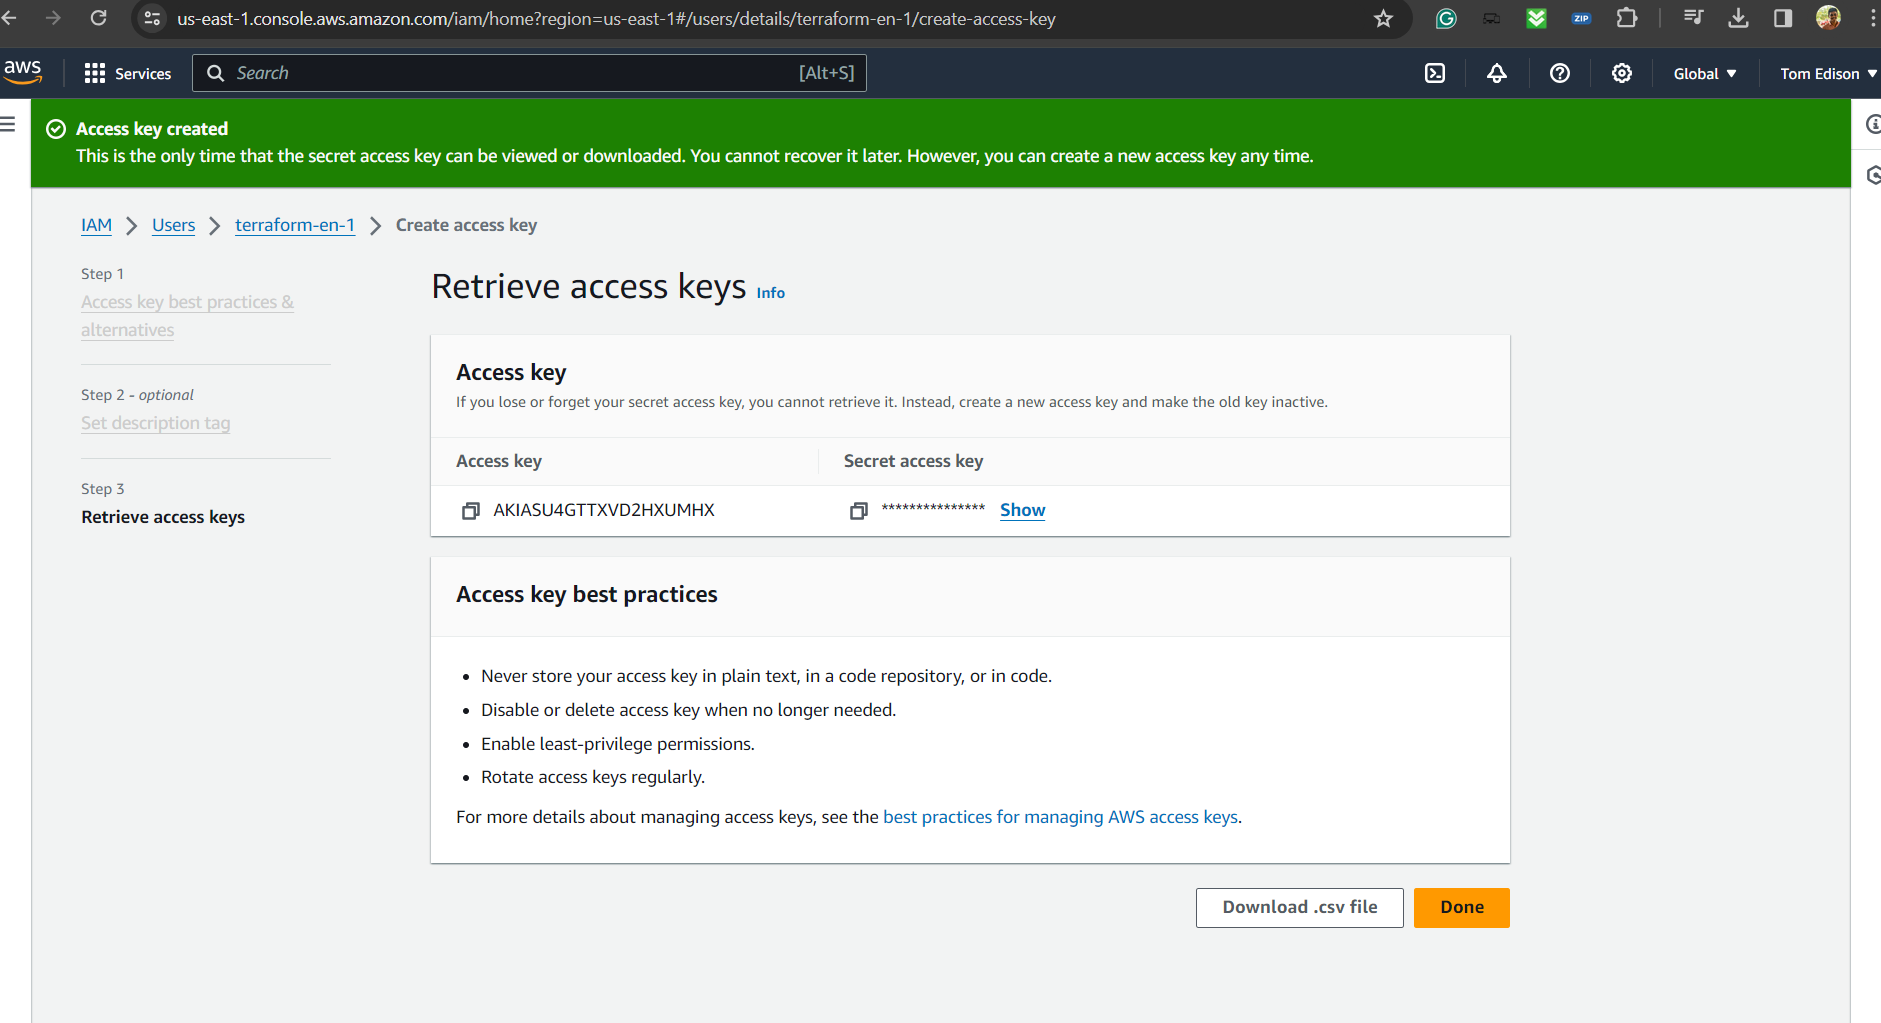 us-east-1.console.aws.amazon.com/iam/home?region=us-east-1#/users/details/terraform-en-1/create-access-key
ZIP
aws
Services
Search
[Alt+S]
Global
Tom Edison
Access key created
This is the only time that the secret access key can be viewed or downloaded. You cannot recover it later. However, you can create a new access key any time.
IAM
Users
terraform-en-1
Create access key
Step 1
Access key best practices &
alternatives
Step 2 - optional
Set description tag
Step 3
Retrieve access keys
Retrieve access keys Info
Access key
If you lose or forget your secret access key, you cannot retrieve it. Instead, create a new access key and make the old key inactive.
Access key
Secret access key
AKIASU4GTTXVD2HXUMHX
*************** Show
Access key best practices
• Never store your access key in plain text, in a code repository, or in code.
• Disable or delete access key when no longer needed.
• Enable least-privilege permissions.
• Rotate access keys regularly.
For more details about managing access keys, see the best practices for managing AWS access keys.
Download .csv file
Done